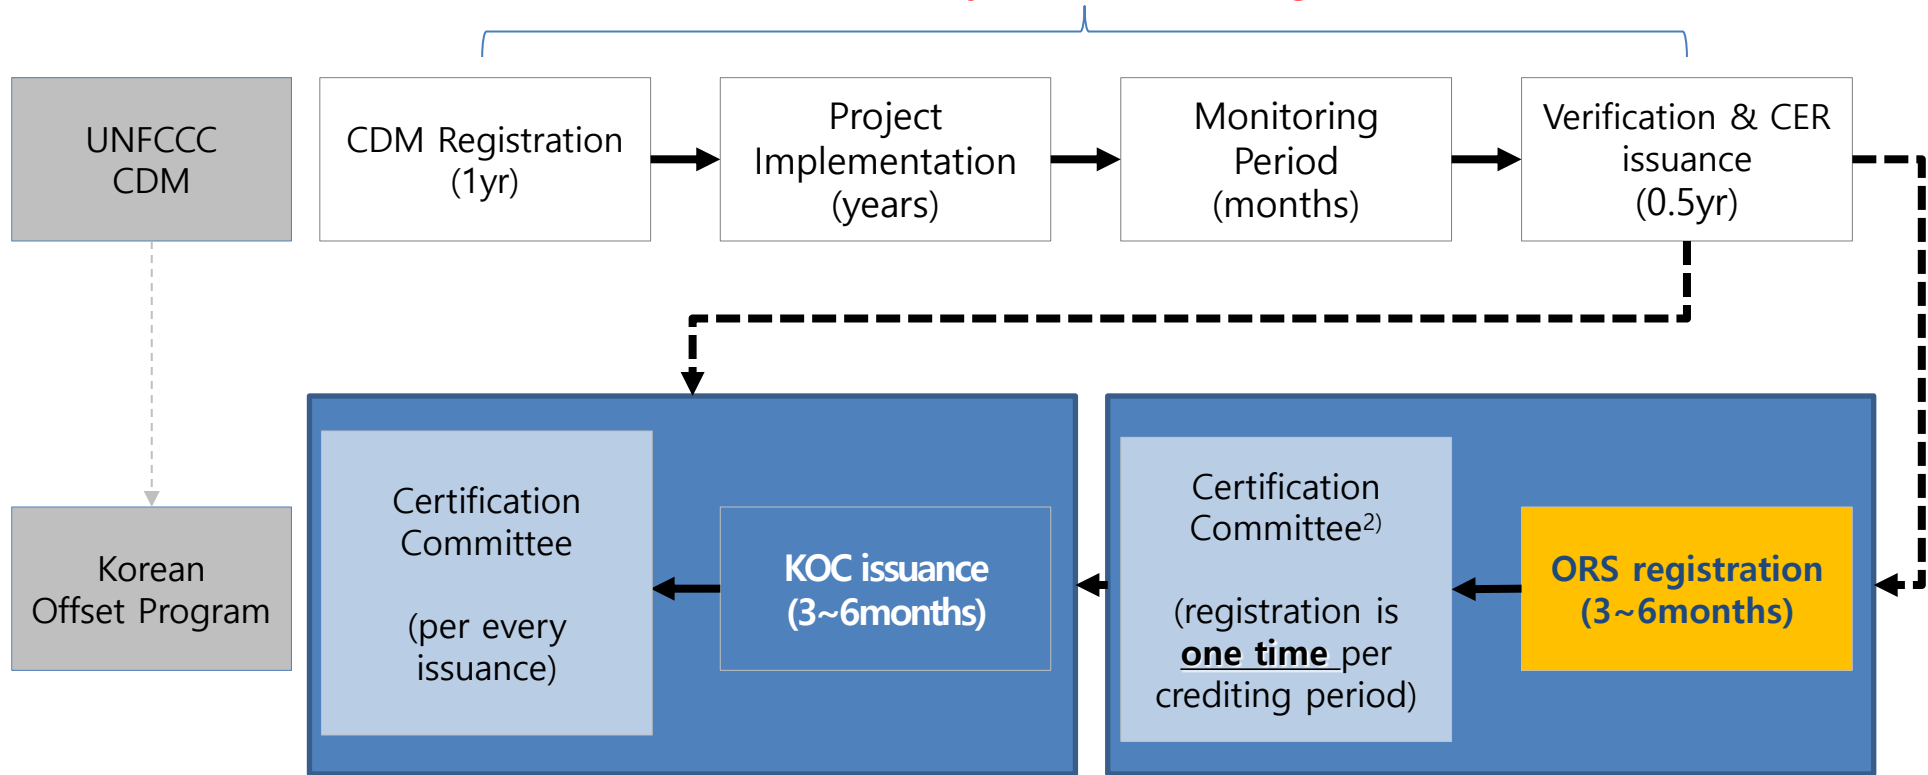 UNFCCC
CDM
CDM Registration
(1yr)
Project
Implementation
(years)
Monitoring
Period
(months)
Verification & CER
issuance
(0.5yr)
Korean
Offset Program
Certification
Committee
(per every
issuance)
KOC issuance
(3~6months)
Certification
Committee2)
(registration is
one time per
crediting period)
ORS registration
(3~6months)